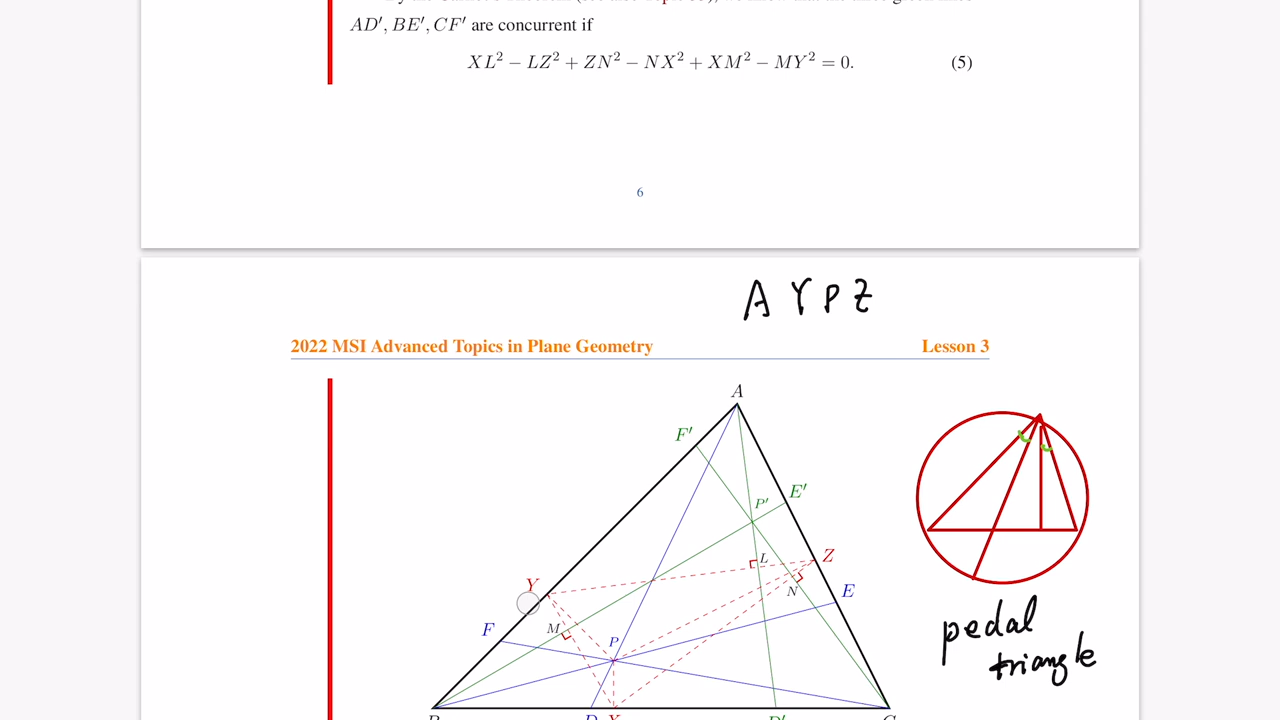 AD′, BE′, CF′ are concurrent if
XL² − LZ² + ZN² − NX² + XM² − MY² = 0. (5)
6
A Y P Z
2022 MSI Advanced Topics in Plane Geometry Lesson 3
A
F′
E′
P′
L
Z
Y
N
E
M
F
P
pedal
triangle